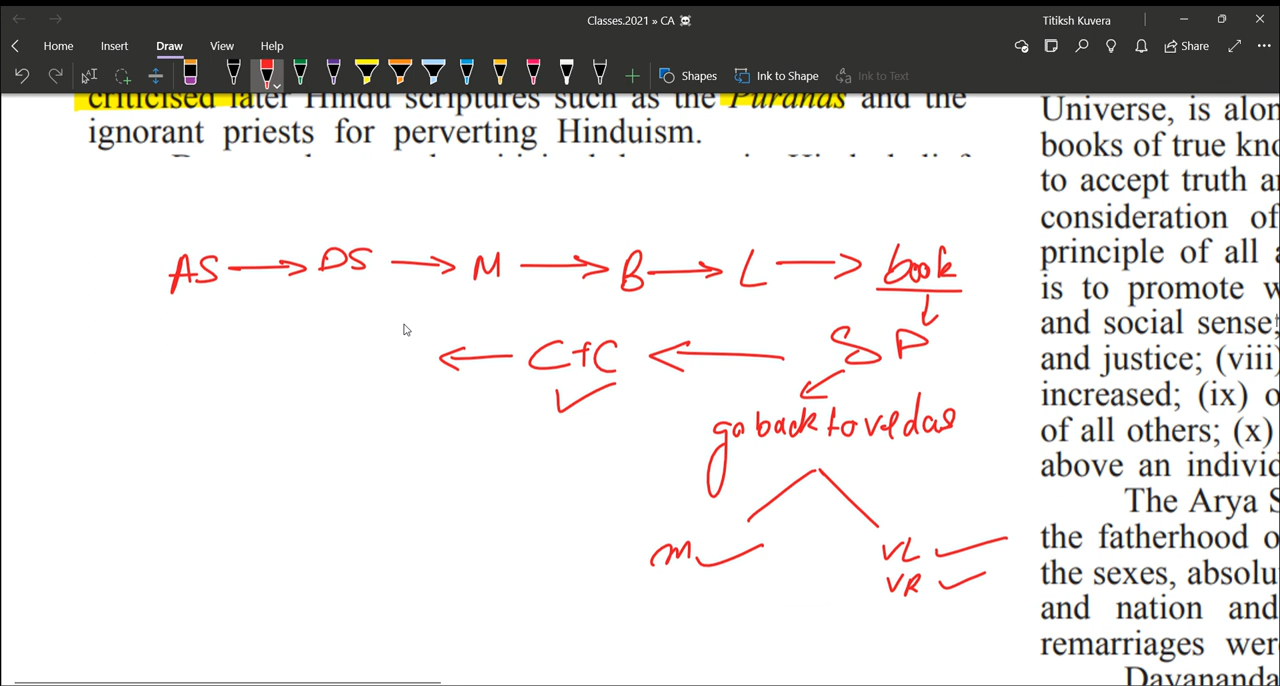 Classes.2021 » CA
Titiksh Kuvera
Home Insert Draw View Help
Share
Shapes Ink to Shape Ink to Text
criticised later Hindu scriptures such as the Puranas and the
ignorant priests for perverting Hinduism.
AS → DS → M → B → L → book
CfC ← SP
go back to vedas
M
VL
VR
Universe, is alon
books of true kno
to accept truth a
consideration of
principle of all a
is to promote w
and social sense;
and justice; (viii)
increased; (ix) o
of all others; (x)
above an individ
The Arya S
the fatherhood o
the sexes, absolu
and nation and
remarriages were
Dayananda